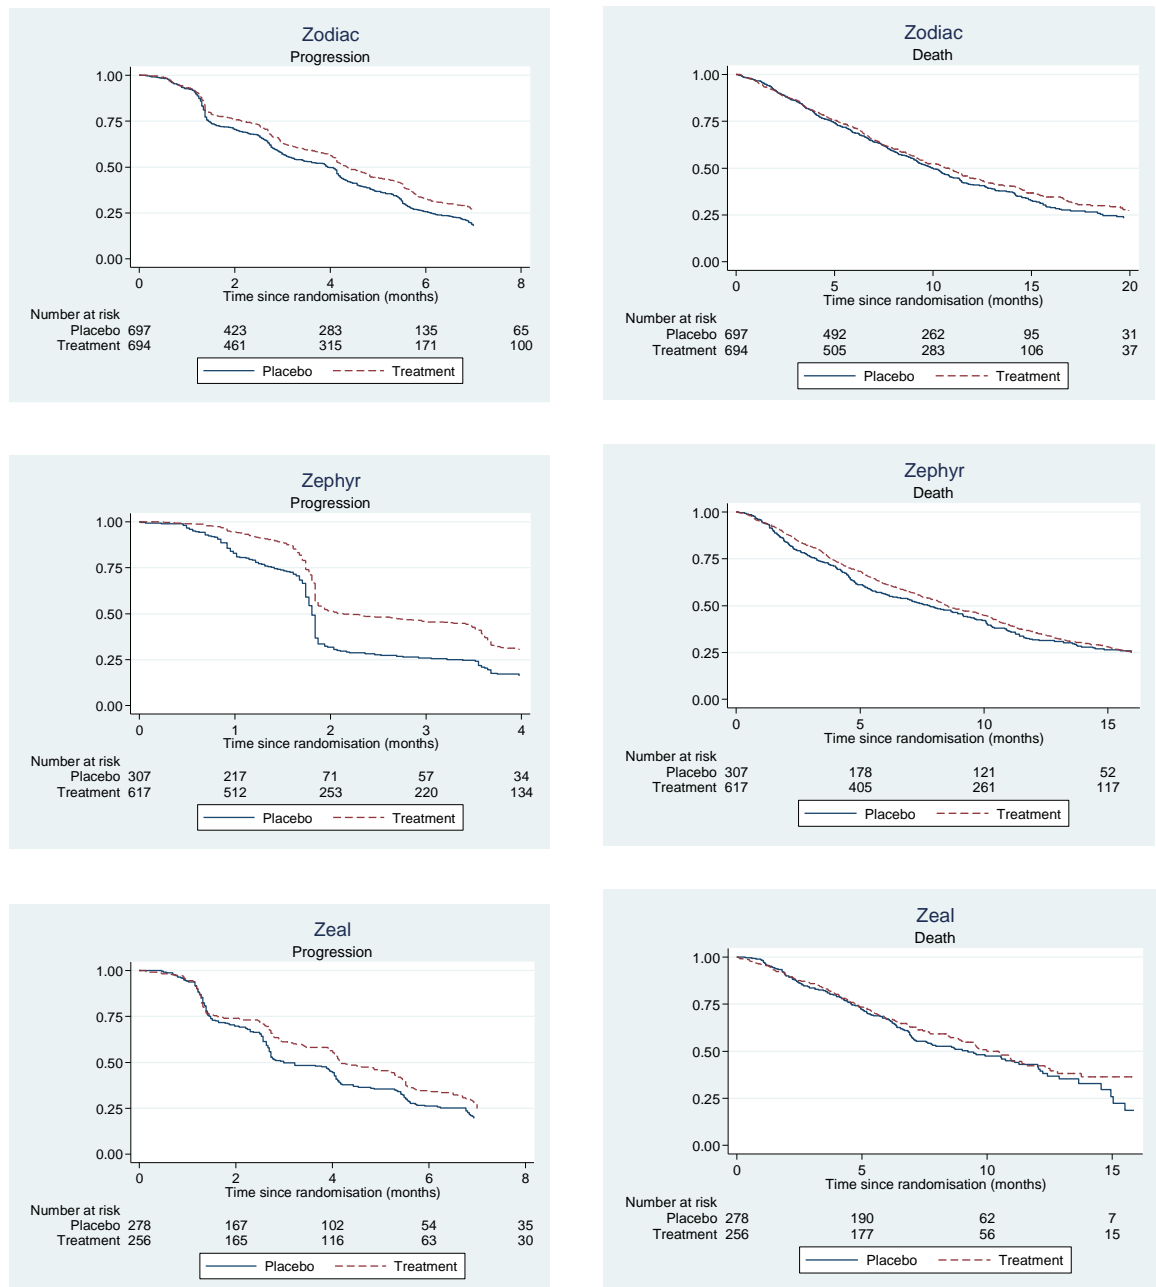 Zodiac
Progression
1.00
0.75
0.50
0.25
0.00
0 2 4 6 8
Time since randomisation (months)
Number at risk
Placebo 697 423 283 135 65
Treatment 694 461 315 171 100
Placebo Treatment
Zodiac
Death
1.00
0.75
0.50
0.25
0.00
0 5 10 15 20
Time since randomisation (months)
Number at risk
Placebo 697 492 262 95 31
Treatment 694 505 283 106 37
Placebo Treatment
Zephyr
Progression
1.00
0.75
0.50
0.25
0.00
0 1 2 3 4
Time since randomisation (months)
Number at risk
Placebo 307 217 71 57 34
Treatment 617 512 253 220 134
Placebo Treatment
Zephyr
Death
1.00
0.75
0.50
0.25
0.00
0 5 10 15
Time since randomisation (months)
Number at risk
Placebo 307 178 121 52
Treatment 617 405 261 117
Placebo Treatment
Zeal
Progression
1.00
0.75
0.50
0.25
0.00
0 2 4 6 8
Time since randomisation (months)
Number at risk
Placebo 278 167 102 54 35
Treatment 256 165 116 63 30
Placebo Treatment
Zeal
Death
1.00
0.75
0.50
0.25
0.00
0 5 10 15
Time since randomisation (months)
Number at risk
Placebo 278 190 62 7
Treatment 256 177 56 15
Placebo Treatment